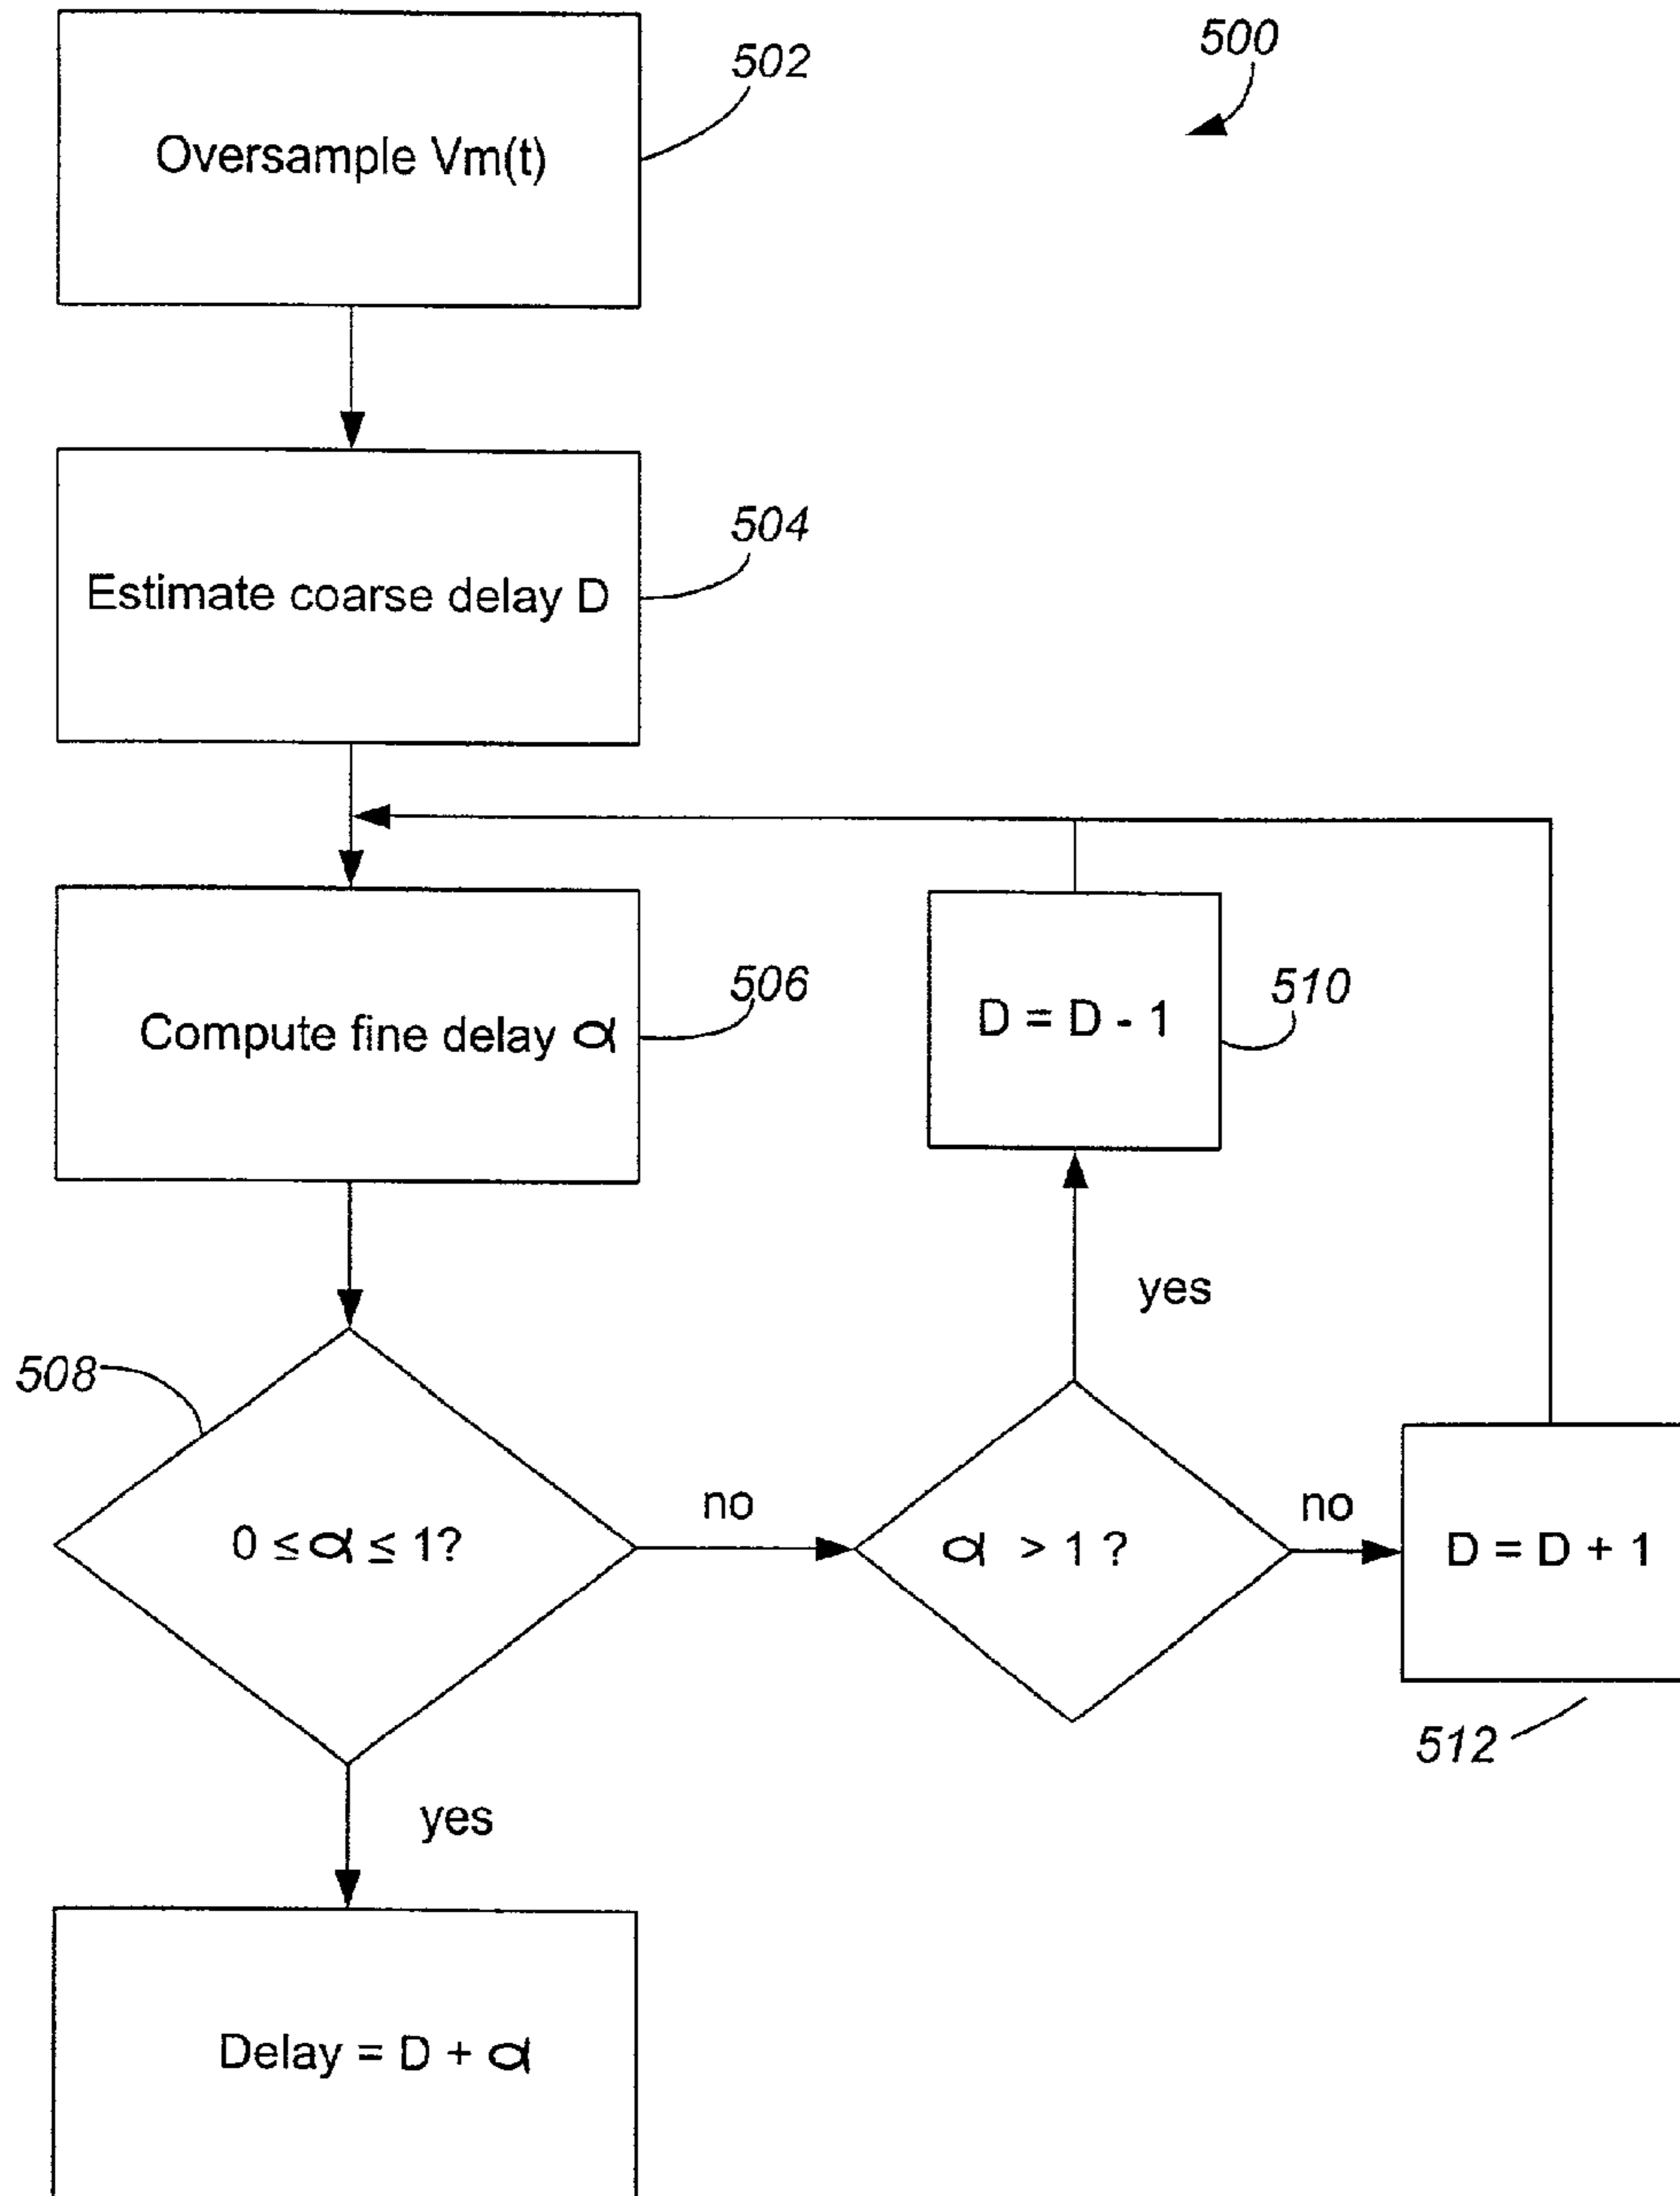 500
502
Oversample Vm(t)
504
Estimate coarse delay D
506
Compute fine delay α
510
D = D - 1
yes
508
0 ≤ α ≤ 1?
no
α > 1 ?
no
D = D + 1
512
yes
Delay = D + α